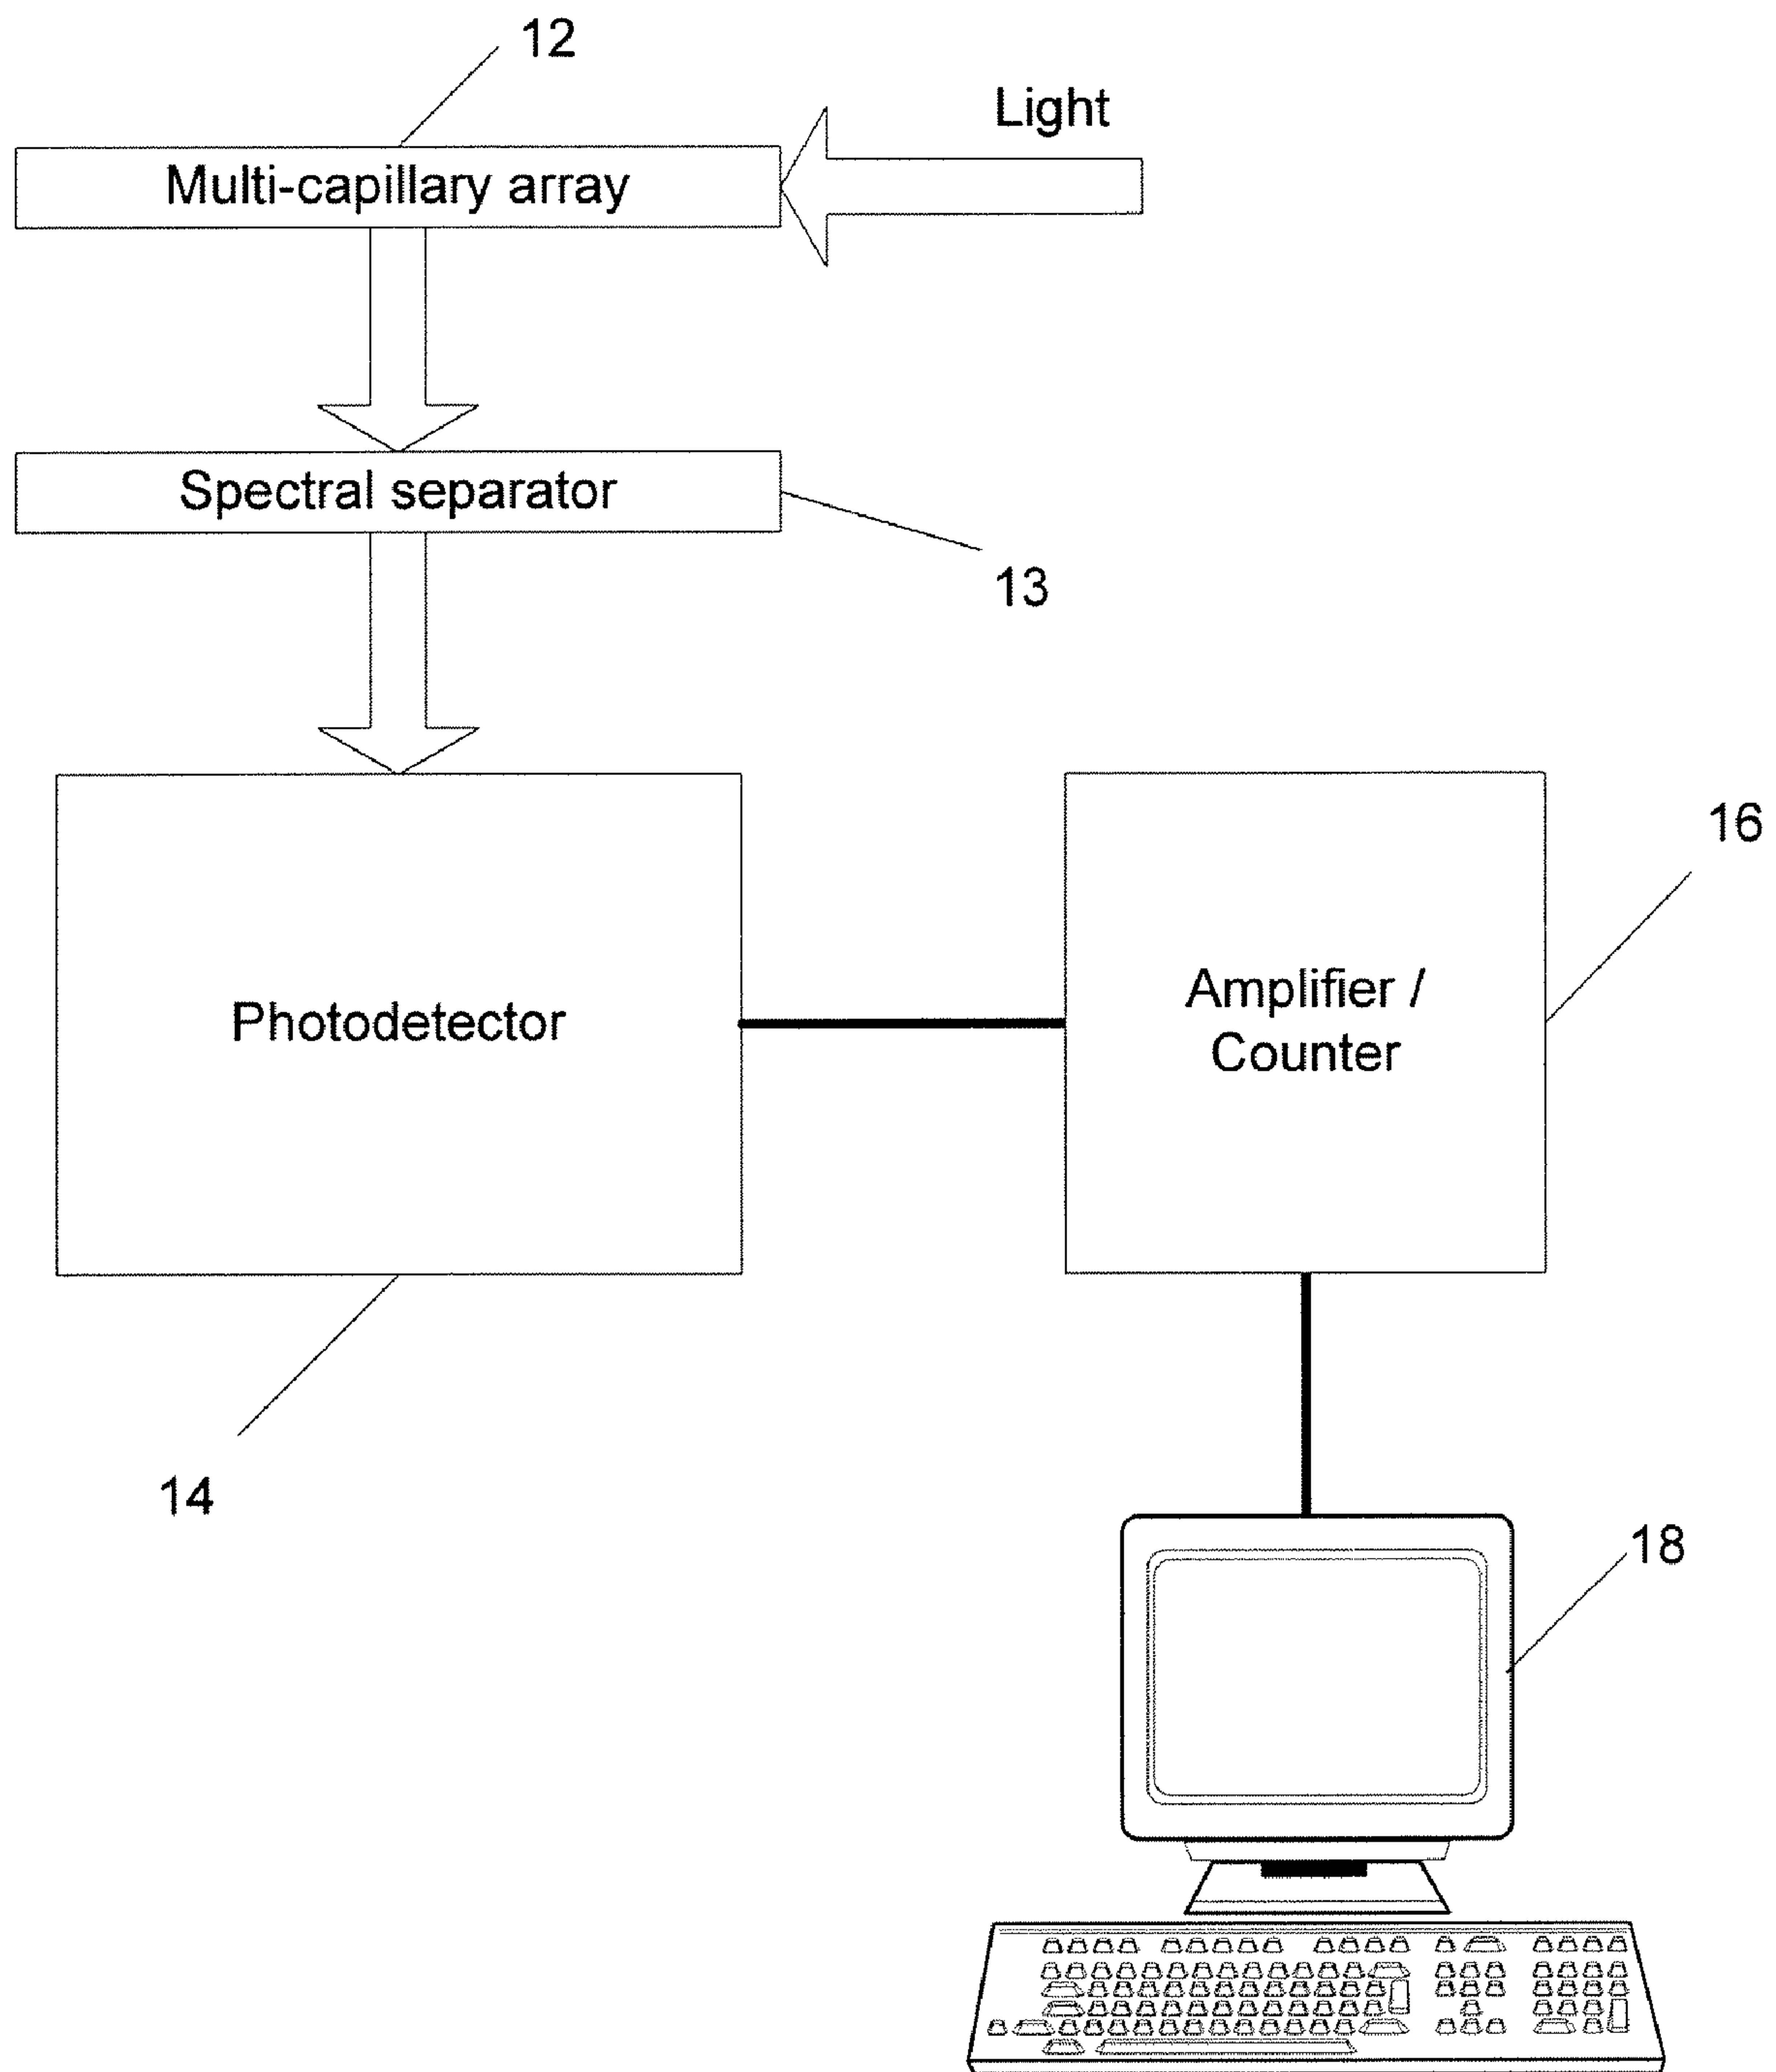 12
Light
Multi-capillary array
Spectral separator
13
16
Photodetector
Amplifier /
Counter
14
18